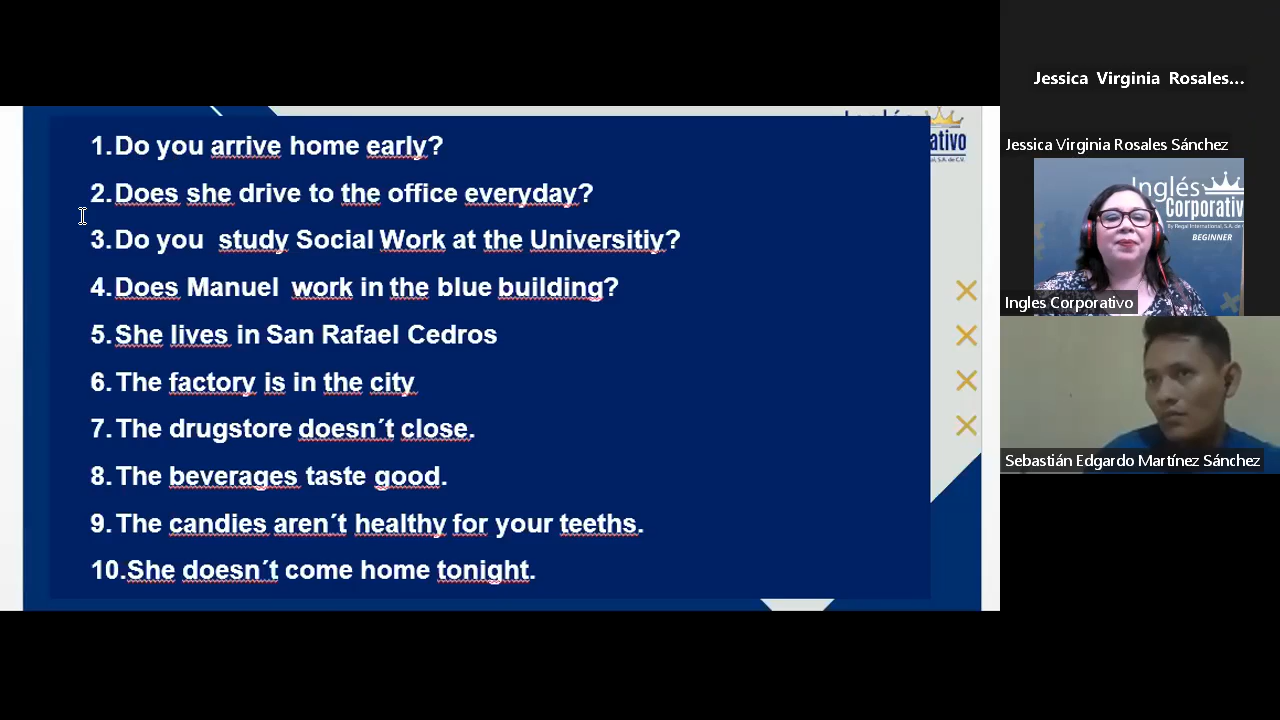 1. Do you arrive home early?
2. Does she drive to the office everyday?
3. Do you  study Social Work at the Universitiy?
4. Does Manuel  work in the blue building?
5. She lives in San Rafael Cedros
6. The factory is in the city
7. The drugstore doesn´t close.
8. The beverages taste good.
9. The candies aren´t healthy for your teeths.
10. She doesn´t come home tonight.
Jessica Virginia Rosales...
Jessica Virginia Rosales Sánchez
Inglés
Corporativo
By Regal International, S.A. de C.V.
BEGINNER
Ingles Corporativo
Sebastián Edgardo Martínez Sánchez